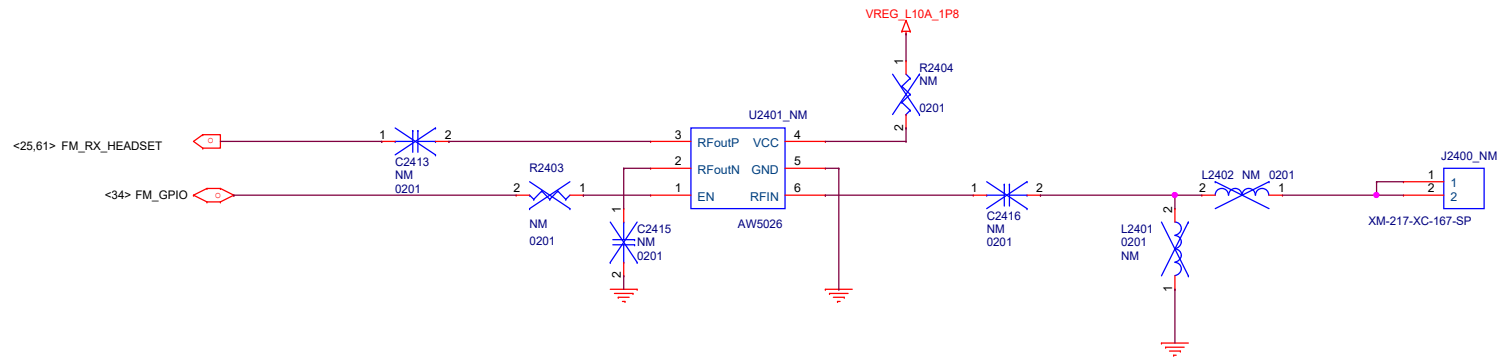 VREG_L10A_1P8
1
R2404
NM
0201
2
U2401_NM
<25,61> FM_RX_HEADSET
1
2
C2413
NM
0201
3
RFoutP
VCC
4
2
RFoutN
GND
5
1
EN
RFIN
6
AW5026
<34> FM_GPIO
R2403
2
1
NM
0201
1
C2415
NM
0201
2
1
2
C2416
NM
0201
2
L2401
0201
NM
1
L2402 NM 0201
2
1
J2400_NM
1
2
1
2
XM-217-XC-167-SP